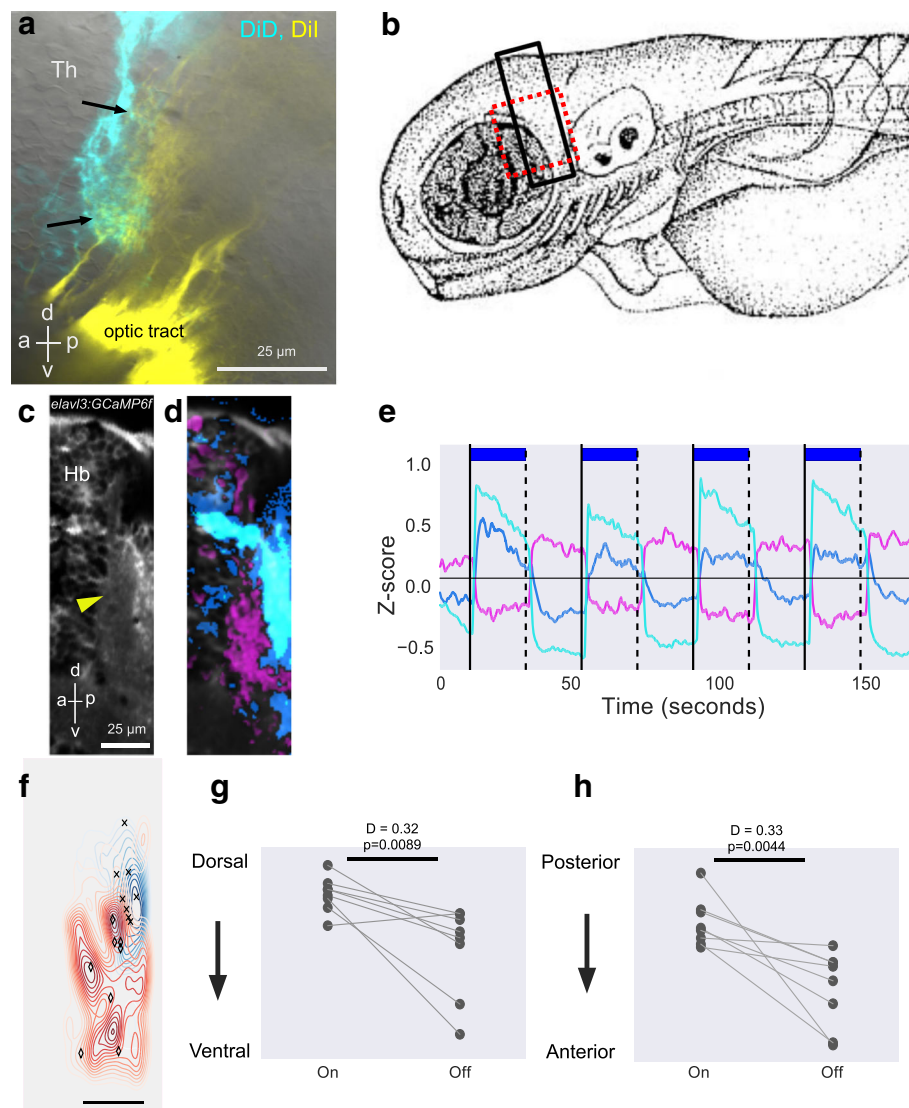 a
DiD, DiI
Th
optic tract
d
a p
v
25 µm
b
c
elavl3:GCaMP6f
Hb
d
a p
v
25 µm
d
e
1.0
0.5
0.0
−0.5
Z-score
0 50 100 150
Time (seconds)
f
g
D = 0.32
p=0.0089
Dorsal
Ventral
On Off
h
D = 0.33
p=0.0044
Posterior
Anterior
On Off